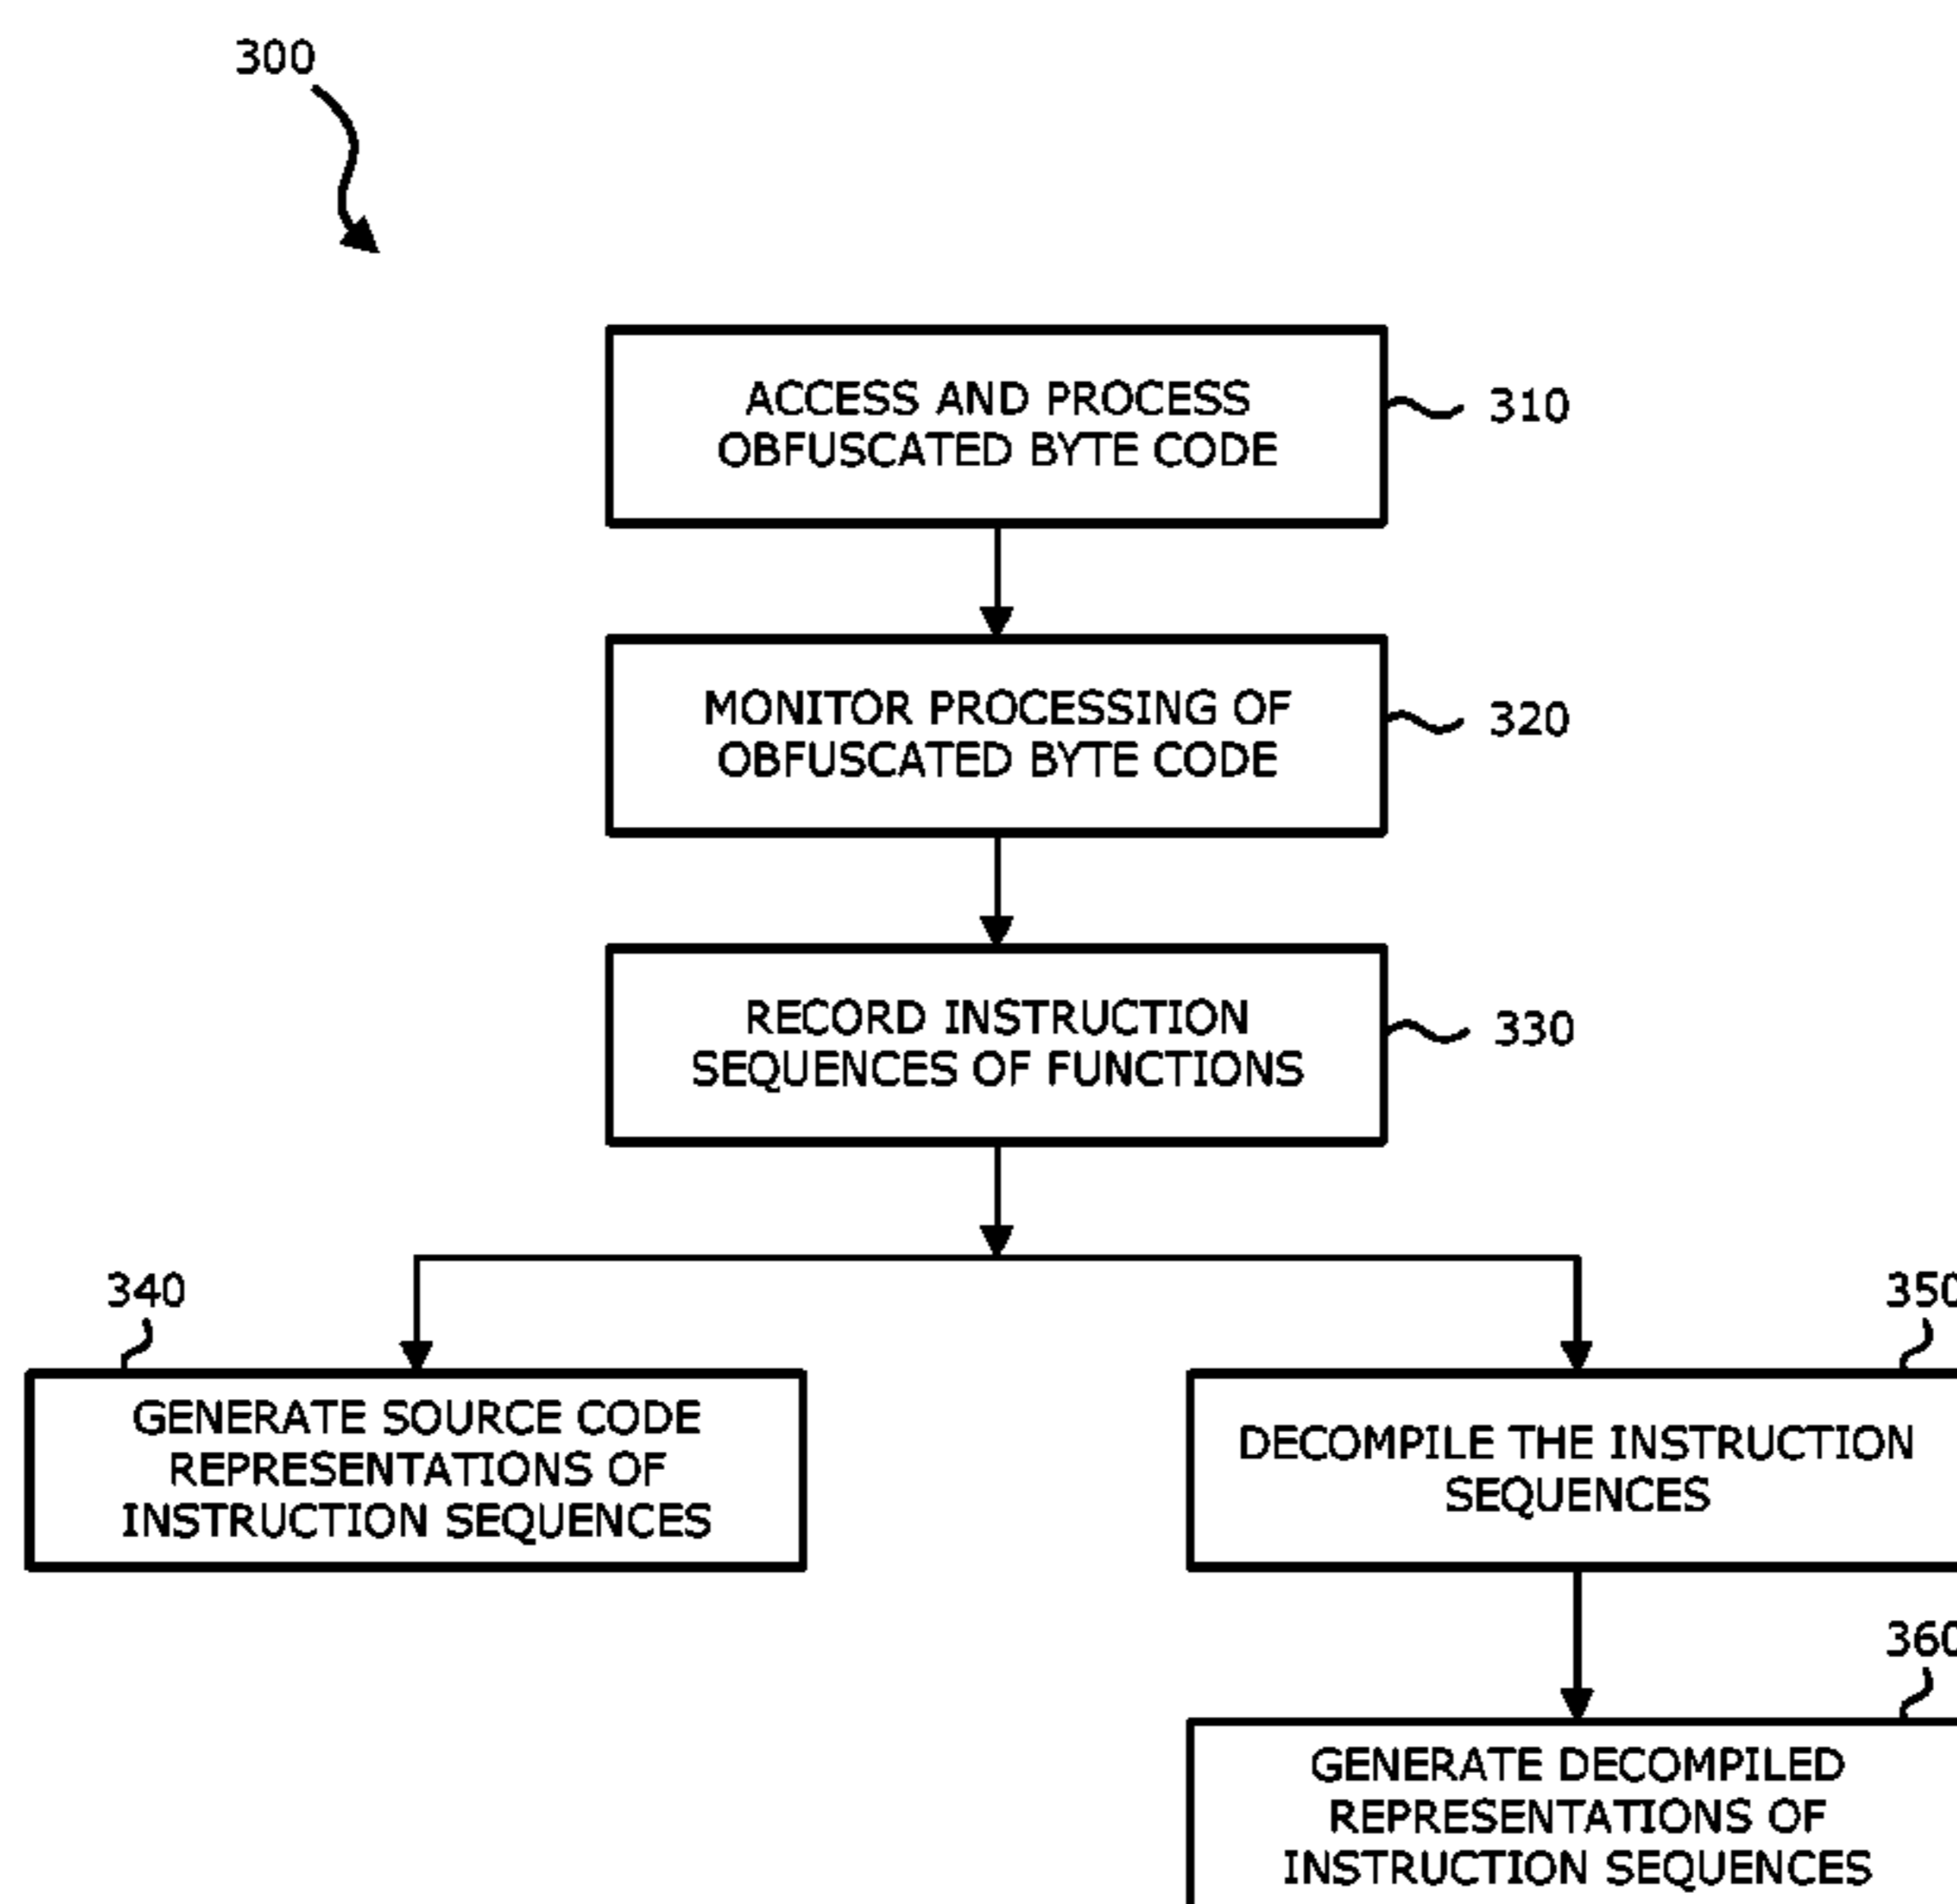 300
ACCESS AND PROCESS
OBFUSCATED BYTE CODE
310
MONITOR PROCESSING OF
OBFUSCATED BYTE CODE
320
RECORD INSTRUCTION
SEQUENCES OF FUNCTIONS
330
340
GENERATE SOURCE CODE
REPRESENTATIONS OF
INSTRUCTION SEQUENCES
350
DECOMPILE THE INSTRUCTION
SEQUENCES
360
GENERATE DECOMPILED
REPRESENTATIONS OF
INSTRUCTION SEQUENCES